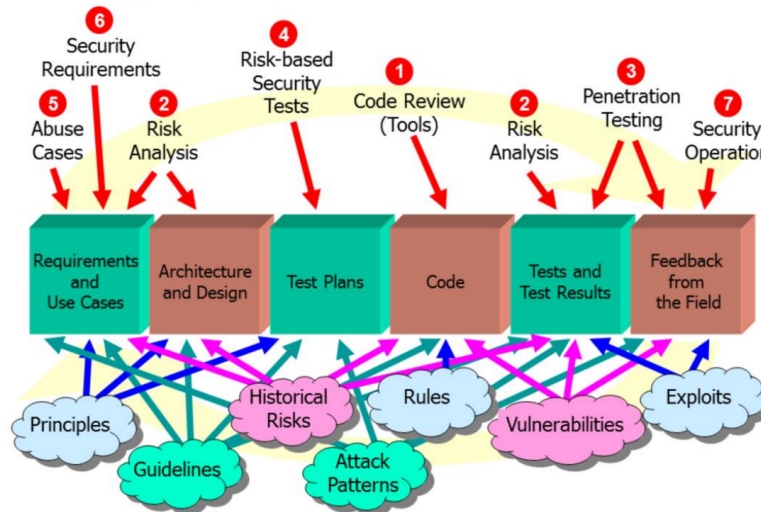 6
Security
Requirements
5
Abuse
Cases
2
Risk
Analysis
4
Risk-based
Security
Tests
1
Code Review
(Tools)
2
Risk
Analysis
3
Penetration
Testing
7
Security
Operation
Requirements
and
Use Cases
Architecture
and Design
Test Plans
Code
Tests and
Test Results
Feedback
from
the Field
Principles
Guidelines
Historical
Risks
Attack
Patterns
Rules
Vulnerabilities
Exploits